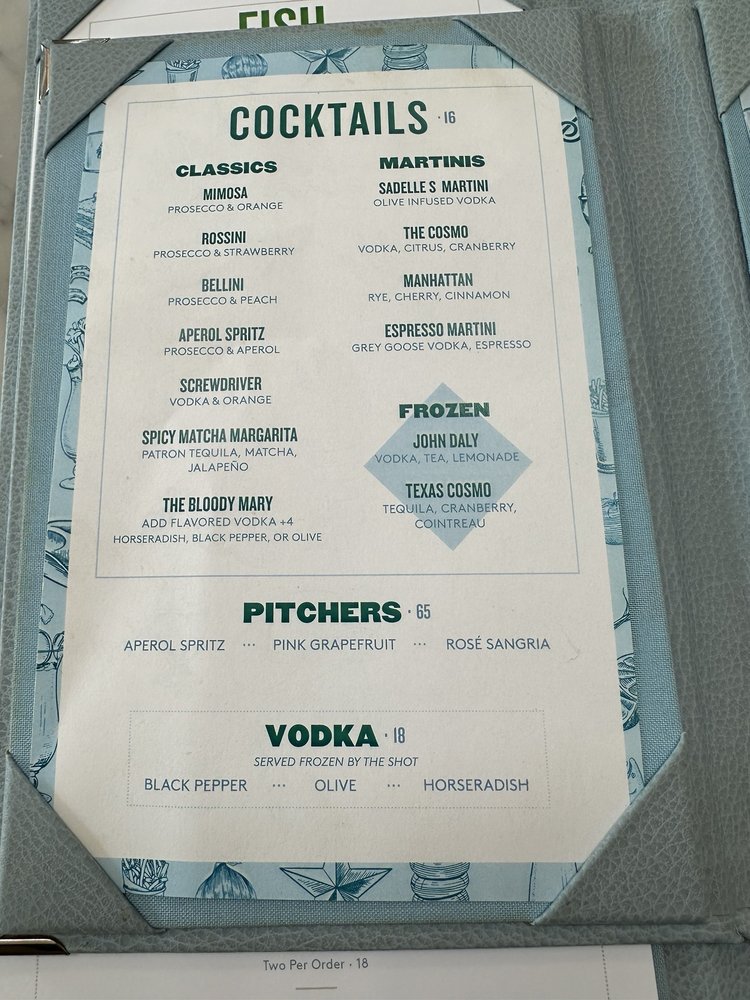 FISH
COCKTAILS · 16
CLASSICS
MIMOSA
PROSECCO & ORANGE
ROSSINI
PROSECCO & STRAWBERRY
BELLINI
PROSECCO & PEACH
APEROL SPRITZ
PROSECCO & APEROL
SCREWDRIVER
VODKA & ORANGE
SPICY MATCHA MARGARITA
PATRON TEQUILA, MATCHA,
JALAPEÑO
THE BLOODY MARY
ADD FLAVORED VODKA +4
HORSERADISH, BLACK PEPPER, OR OLIVE
MARTINIS
SADELLE S MARTINI
OLIVE INFUSED VODKA
THE COSMO
VODKA, CITRUS, CRANBERRY
MANHATTAN
RYE, CHERRY, CINNAMON
ESPRESSO MARTINI
GREY GOOSE VODKA, ESPRESSO
FROZEN
JOHN DALY
VODKA, TEA, LEMONADE
TEXAS COSMO
TEQUILA, CRANBERRY,
COINTREAU
PITCHERS · 65
APEROL SPRITZ ··· PINK GRAPEFRUIT ··· ROSÉ SANGRIA
VODKA · 18
SERVED FROZEN BY THE SHOT
BLACK PEPPER ··· OLIVE ··· HORSERADISH
Two Per Order · 18